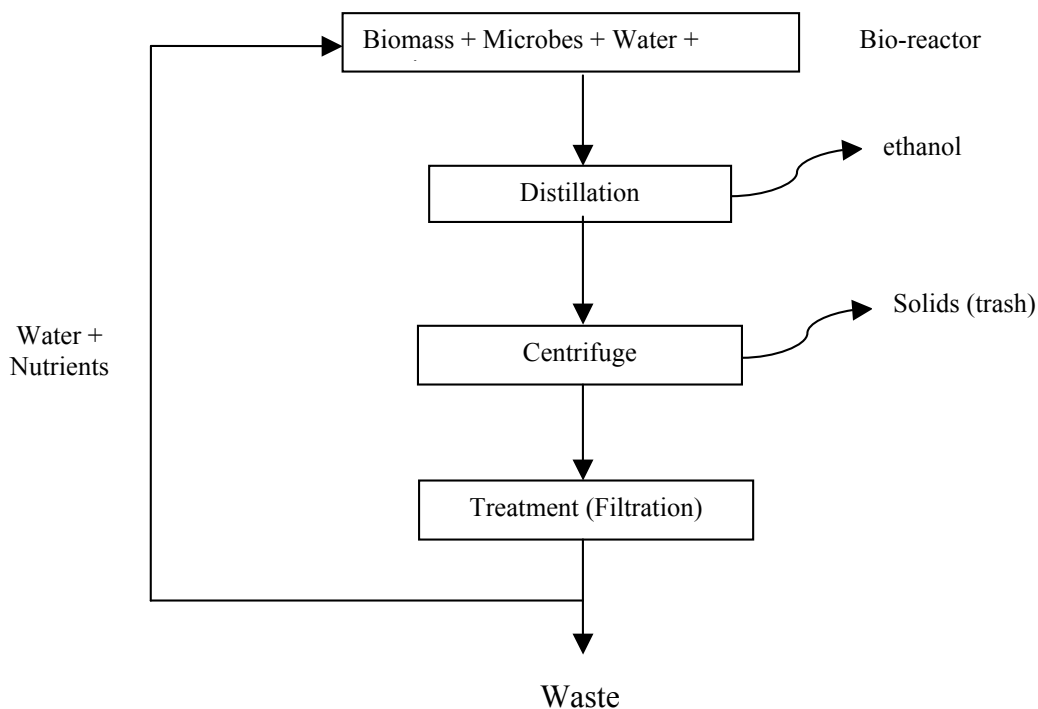 Biomass + Microbes + Water +
Bio-reactor
ethanol
Distillation
Solids (trash)
Water +
Nutrients
Centrifuge
Treatment (Filtration)
Waste